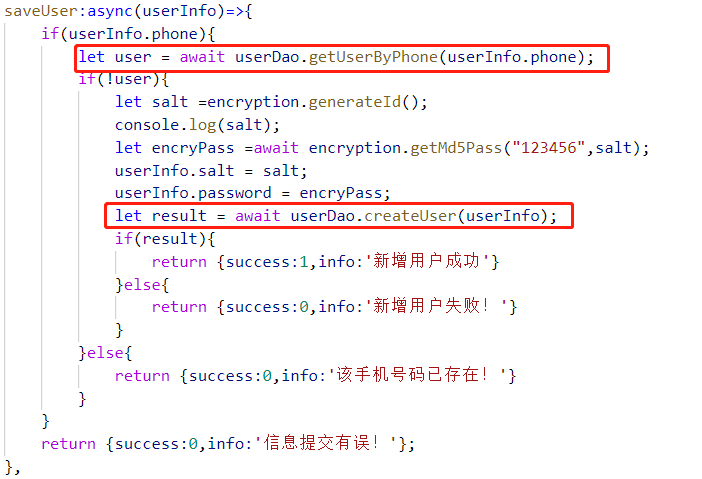 saveUser:async(userInfo)=>{
if(userInfo.phone){
let user = await userDao.getUserByPhone(userInfo.phone);
if(!user){
let salt =encryption.generateId();
console.log(salt);
let encryPass =await encryption.getMd5Pass("123456",salt);
userInfo.salt = salt;
userInfo.password = encryPass;
let result = await userDao.createUser(userInfo);
if(result){
return {success:1,info:'新增用户成功'}
}else{
return {success:0,info:'新增用户失败！'}
}
}else{
return {success:0,info:'该手机号码已存在！'}
}
}
return {success:0,info:'信息提交有误！'};
},